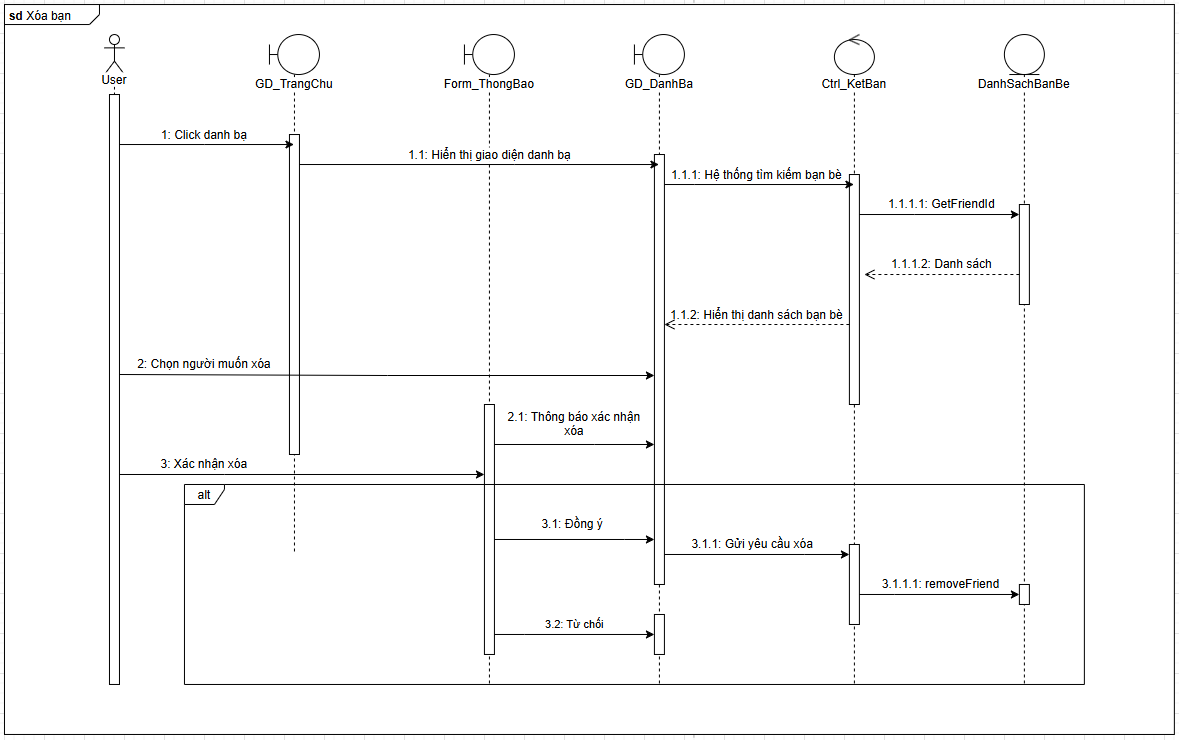 sd Xóa bạn
User
GD_TrangChu
Form_ThongBao
GD_DanhBa
Ctrl_KetBan
DanhSachBanBe
1: Click danh bạ
1.1: Hiển thị giao diện danh bạ
1.1.1: Hệ thống tìm kiếm bạn bè
1.1.1.1: GetFriendId
1.1.1.2: Danh sách
1.1.2: Hiển thị danh sách bạn bè
2: Chọn người muốn xóa
2.1: Thông báo xác nhận
xóa
3: Xác nhận xóa
alt
3.1: Đồng ý
3.1.1: Gửi yêu cầu xóa
3.1.1.1: removeFriend
3.2: Từ chối